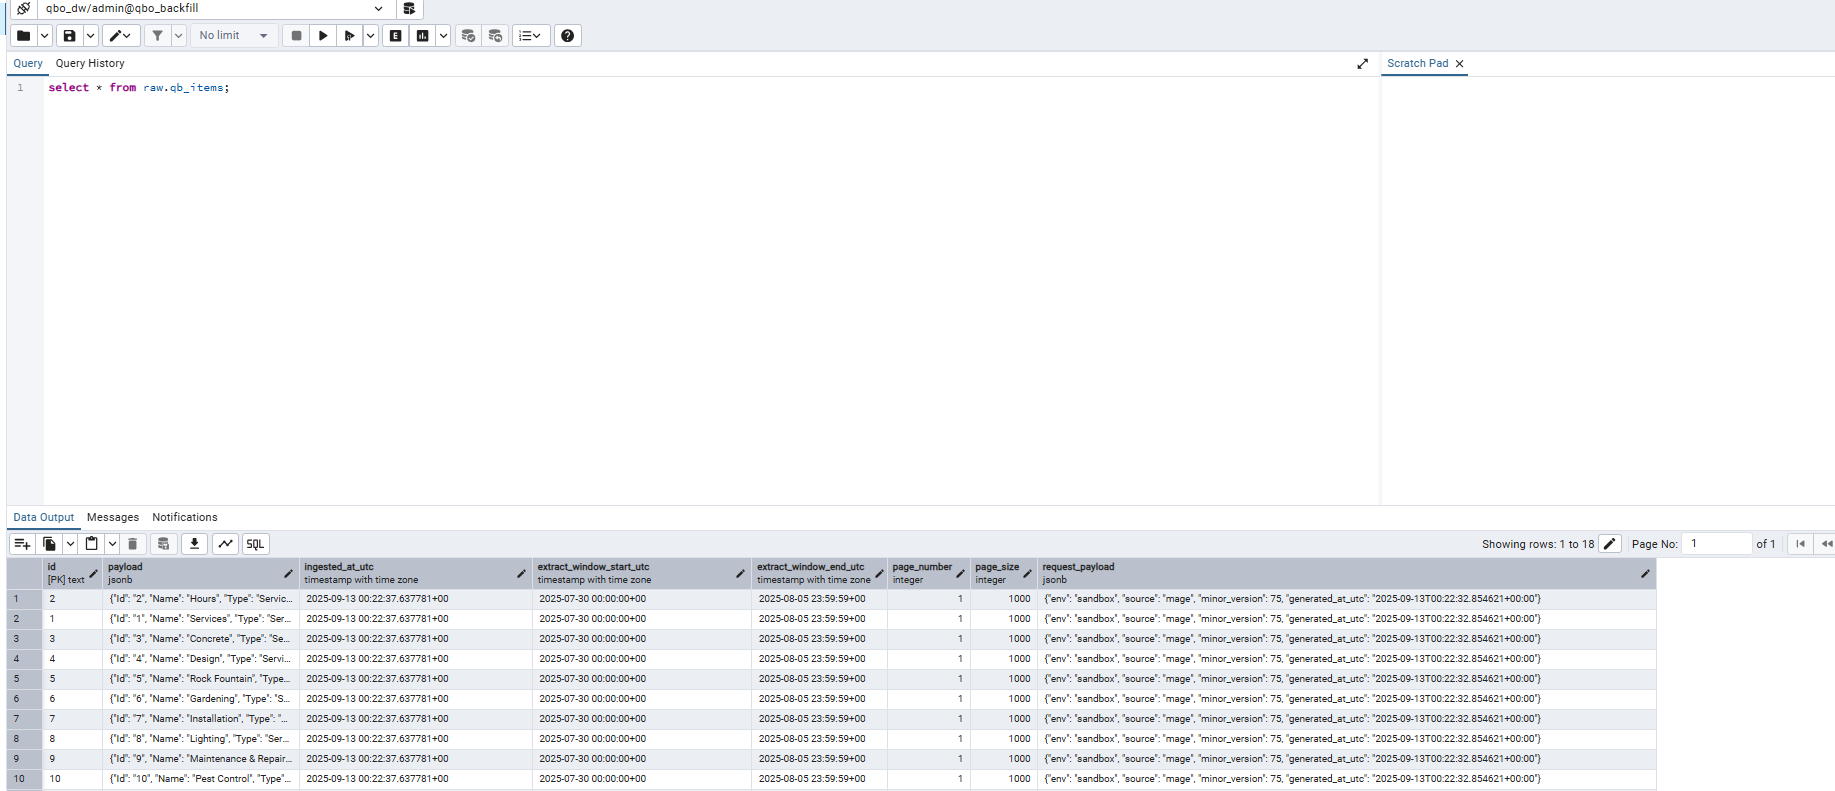 qbo_dw/admin@qbo_backfill
No limit
E
Query Query History
Scratch Pad
1 select * from raw.qb_items;
Data Output Messages Notifications
SQL
Showing rows: 1 to 18 Page No: 1 of 1
id payload ingested_at_utc extract_window_start_utc extract_window_end_utc page_number page_size request_payload
[PK] text jsonb timestamp with time zone timestamp with time zone timestamp with time zone integer integer jsonb
1 2 {"Id": "2", "Name": "Hours", "Type": "Servic... 2025-09-13 00:22:37.637781+00 2025-07-30 00:00:00+00 2025-08-05 23:59:59+00 1 1000 {"env": "sandbox", "source": "mage", "minor_version": 75, "generated_at_utc": "2025-09-13T00:22:32.854621+00:00"}
2 1 {"Id": "1", "Name": "Services", "Type": "Ser... 2025-09-13 00:22:37.637781+00 2025-07-30 00:00:00+00 2025-08-05 23:59:59+00 1 1000 {"env": "sandbox", "source": "mage", "minor_version": 75, "generated_at_utc": "2025-09-13T00:22:32.854621+00:00"}
3 3 {"Id": "3", "Name": "Concrete", "Type": "Se... 2025-09-13 00:22:37.637781+00 2025-07-30 00:00:00+00 2025-08-05 23:59:59+00 1 1000 {"env": "sandbox", "source": "mage", "minor_version": 75, "generated_at_utc": "2025-09-13T00:22:32.854621+00:00"}
4 4 {"Id": "4", "Name": "Design", "Type": "Servi... 2025-09-13 00:22:37.637781+00 2025-07-30 00:00:00+00 2025-08-05 23:59:59+00 1 1000 {"env": "sandbox", "source": "mage", "minor_version": 75, "generated_at_utc": "2025-09-13T00:22:32.854621+00:00"}
5 5 {"Id": "5", "Name": "Rock Fountain", "Type... 2025-09-13 00:22:37.637781+00 2025-07-30 00:00:00+00 2025-08-05 23:59:59+00 1 1000 {"env": "sandbox", "source": "mage", "minor_version": 75, "generated_at_utc": "2025-09-13T00:22:32.854621+00:00"}
6 6 {"Id": "6", "Name": "Gardening", "Type": "S... 2025-09-13 00:22:37.637781+00 2025-07-30 00:00:00+00 2025-08-05 23:59:59+00 1 1000 {"env": "sandbox", "source": "mage", "minor_version": 75, "generated_at_utc": "2025-09-13T00:22:32.854621+00:00"}
7 7 {"Id": "7", "Name": "Installation", "Type": "... 2025-09-13 00:22:37.637781+00 2025-07-30 00:00:00+00 2025-08-05 23:59:59+00 1 1000 {"env": "sandbox", "source": "mage", "minor_version": 75, "generated_at_utc": "2025-09-13T00:22:32.854621+00:00"}
8 8 {"Id": "8", "Name": "Lighting", "Type": "Ser... 2025-09-13 00:22:37.637781+00 2025-07-30 00:00:00+00 2025-08-05 23:59:59+00 1 1000 {"env": "sandbox", "source": "mage", "minor_version": 75, "generated_at_utc": "2025-09-13T00:22:32.854621+00:00"}
9 9 {"Id": "9", "Name": "Maintenance & Repair... 2025-09-13 00:22:37.637781+00 2025-07-30 00:00:00+00 2025-08-05 23:59:59+00 1 1000 {"env": "sandbox", "source": "mage", "minor_version": 75, "generated_at_utc": "2025-09-13T00:22:32.854621+00:00"}
10 10 {"Id": "10", "Name": "Pest Control", "Type"... 2025-09-13 00:22:37.637781+00 2025-07-30 00:00:00+00 2025-08-05 23:59:59+00 1 1000 {"env": "sandbox", "source": "mage", "minor_version": 75, "generated_at_utc": "2025-09-13T00:22:32.854621+00:00"}